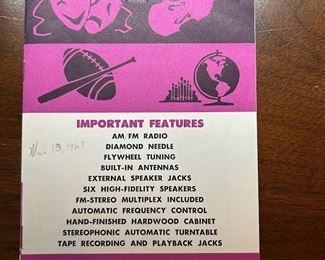 IMPORTANT FEATURES
AM FM RADIO
DIAMOND NEEDLE
FLYWHEEL TUNING
BUILT-IN ANTENNAS
Mar 13, 1963
EXTERNAL SPEAKER JACKS
SIX HIGH-FIDELITY SPEAKERS
FM-STEREO MULTIPLEX INCLUDED
AUTOMATIC FREQUENCY CONTROL
HAND-FINISHED HARDWOOD CABINET
STEREOPHONIC AUTOMATIC TURNTABLE
TAPE RECORDING AND PLAYBACK JACKS